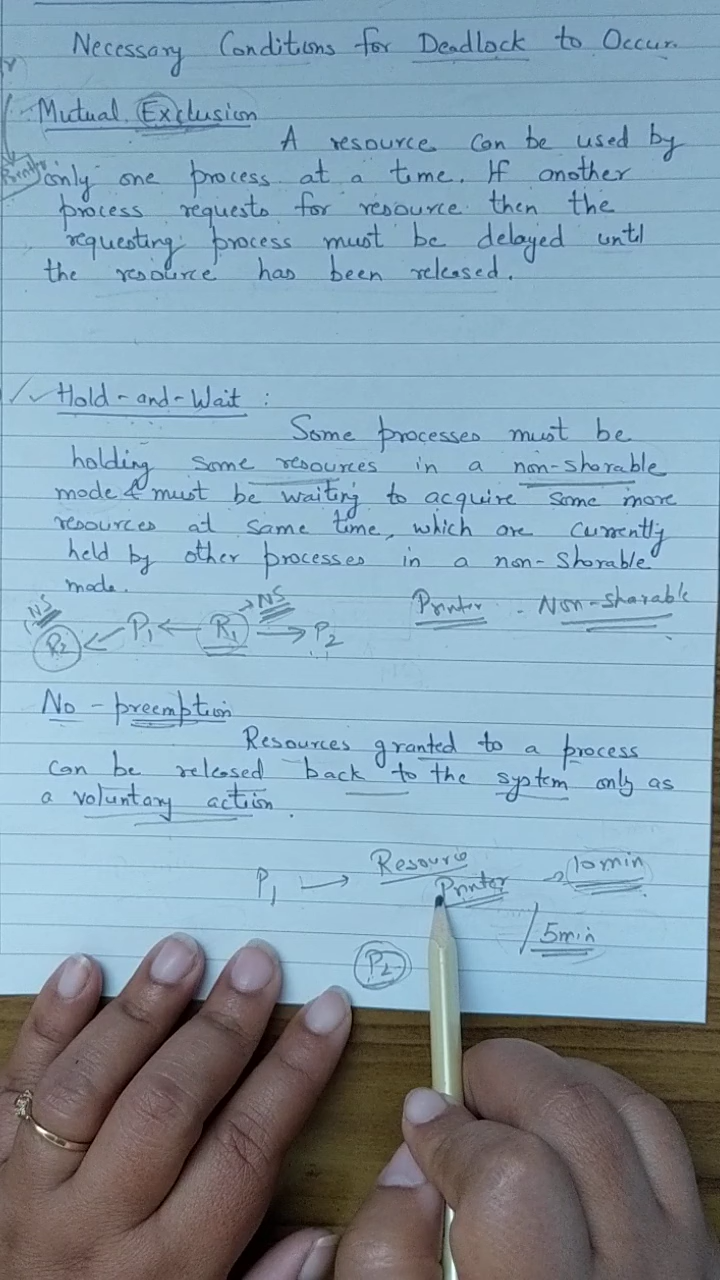 Necessary Conditions for Deadlock to Occur.
Mutual Exclusion
A resource can be used by
only one process at a time. If another
process requests for resource then the
requesting process must be delayed until
the resource has been released.
Hold-and-Wait :
Some processes must be
holding some resources in a non-sharable
mode & must be waiting to acquire some more
resources at same time, which are currently
held by other processes in a non-sharable
mode.
Printer - Non-sharable
NS NS
R2 P1 R1 P2
No-preemption
Resources granted to a process
can be released back to the system only as
a voluntary action.
P1 Resource
Printer 10min
5min
P2